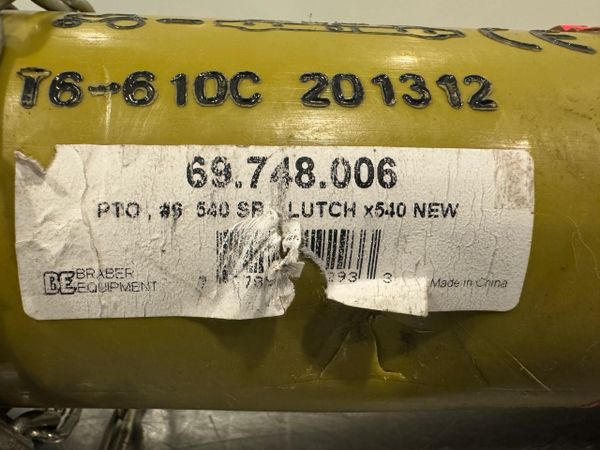 CE
T6-610C 201312
69.748.006
PTO, #6 540 SP LUTCH x540 NEW
BE BRABER
EQUIPMENT
Made in China